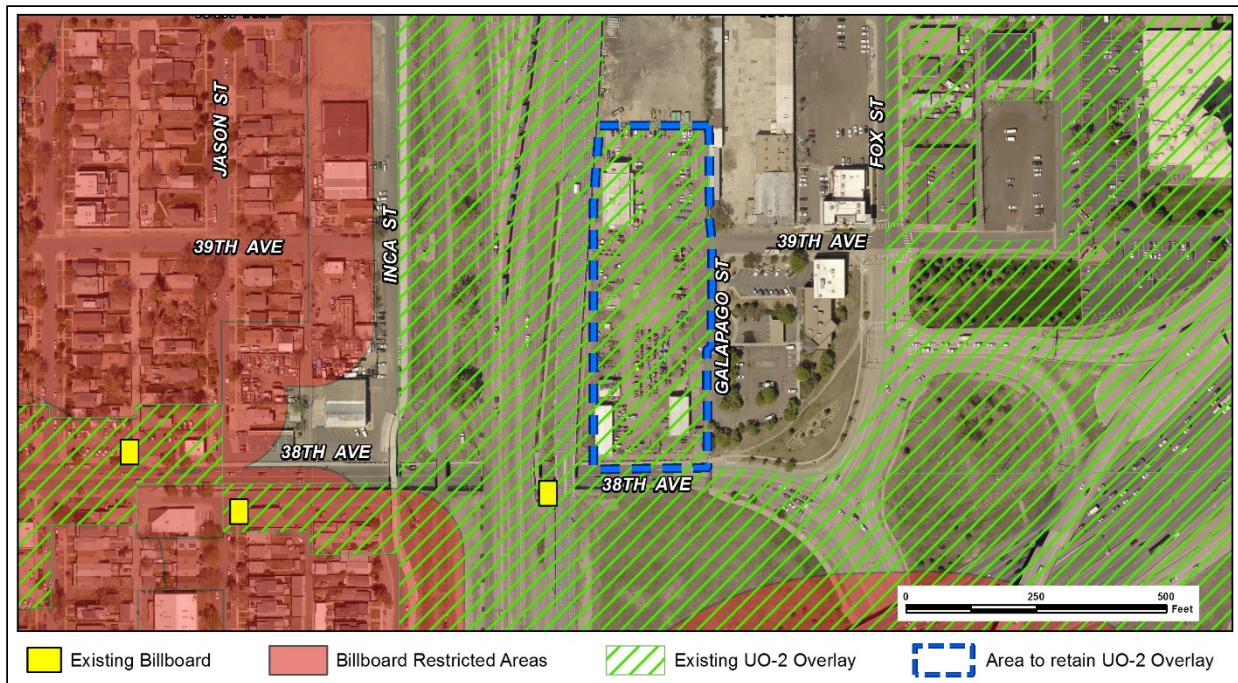 JASON ST
INCA ST
FOX ST
39TH AVE
39TH AVE
GALAPAGO ST
38TH AVE
38TH AVE
0 250 500
Feet
Existing Billboard
Billboard Restricted Areas
Existing UO-2 Overlay
Area to retain UO-2 Overlay